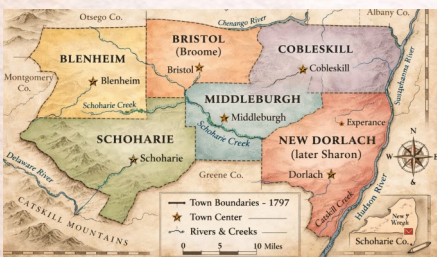 Otsego Co.
Chenango River
Albany Co.
BLENHEIM
Blenheim
BRISTOL
(Broome)
Bristol
COBLESKILL
Cobleskill
Susquhanna River
Montgomery
Co.
Schoharie Creek
MIDDLEBURGH
Middleburgh
Schoharie Creek
SCHOHARIE
Schoharie
NEW DORLACH
(later Sharon)
Experance
Dorlach
Delaware River
Greene Co.
CATSKILL MOUNTAINS
Catskill Creek
Hudson River
N
W
E
S
Town Boundaries - 1797
Town Center
Rivers & Creeks
0 5 10 Miles
New
Schoharie Co.